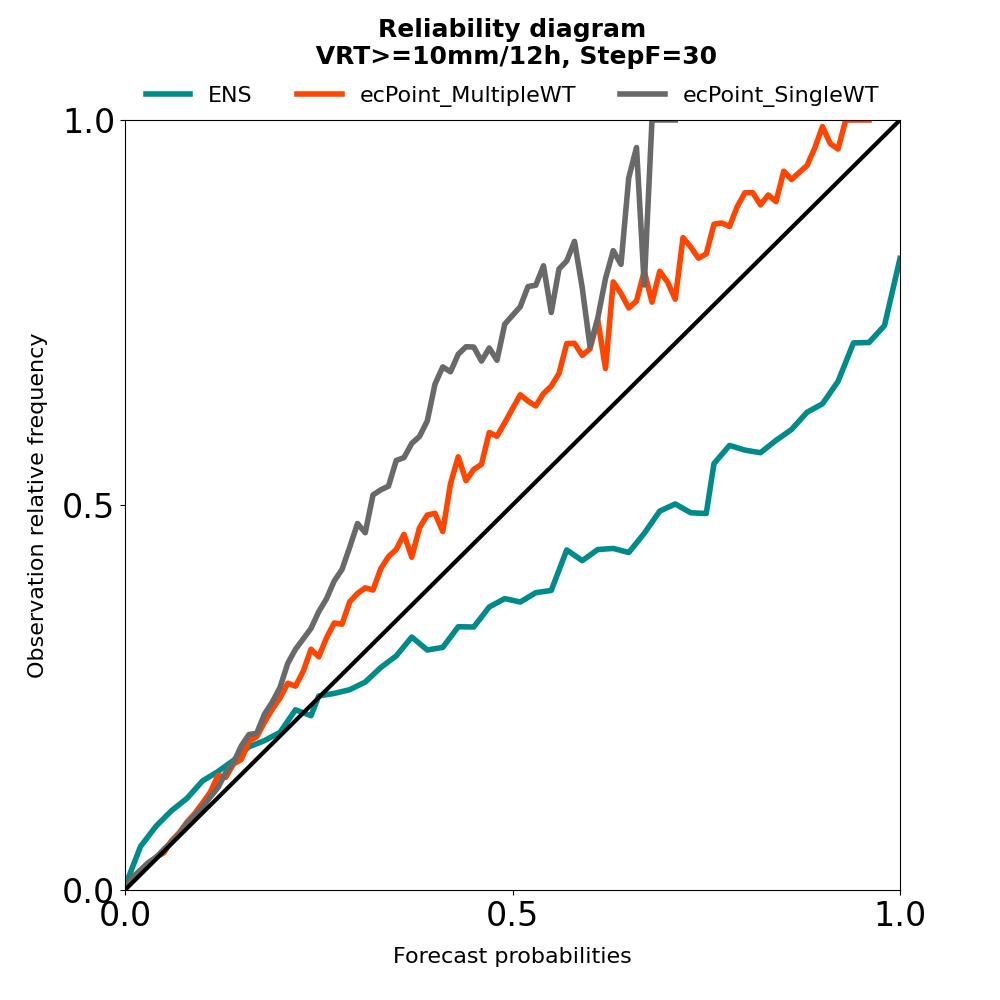 Reliability diagram
VRT>=10mm/12h, StepF=30
ENS ecPoint_MultipleWT ecPoint_SingleWT
1.0
0.5
0.0
0.0 0.5 1.0
Observation relative frequency
Forecast probabilities